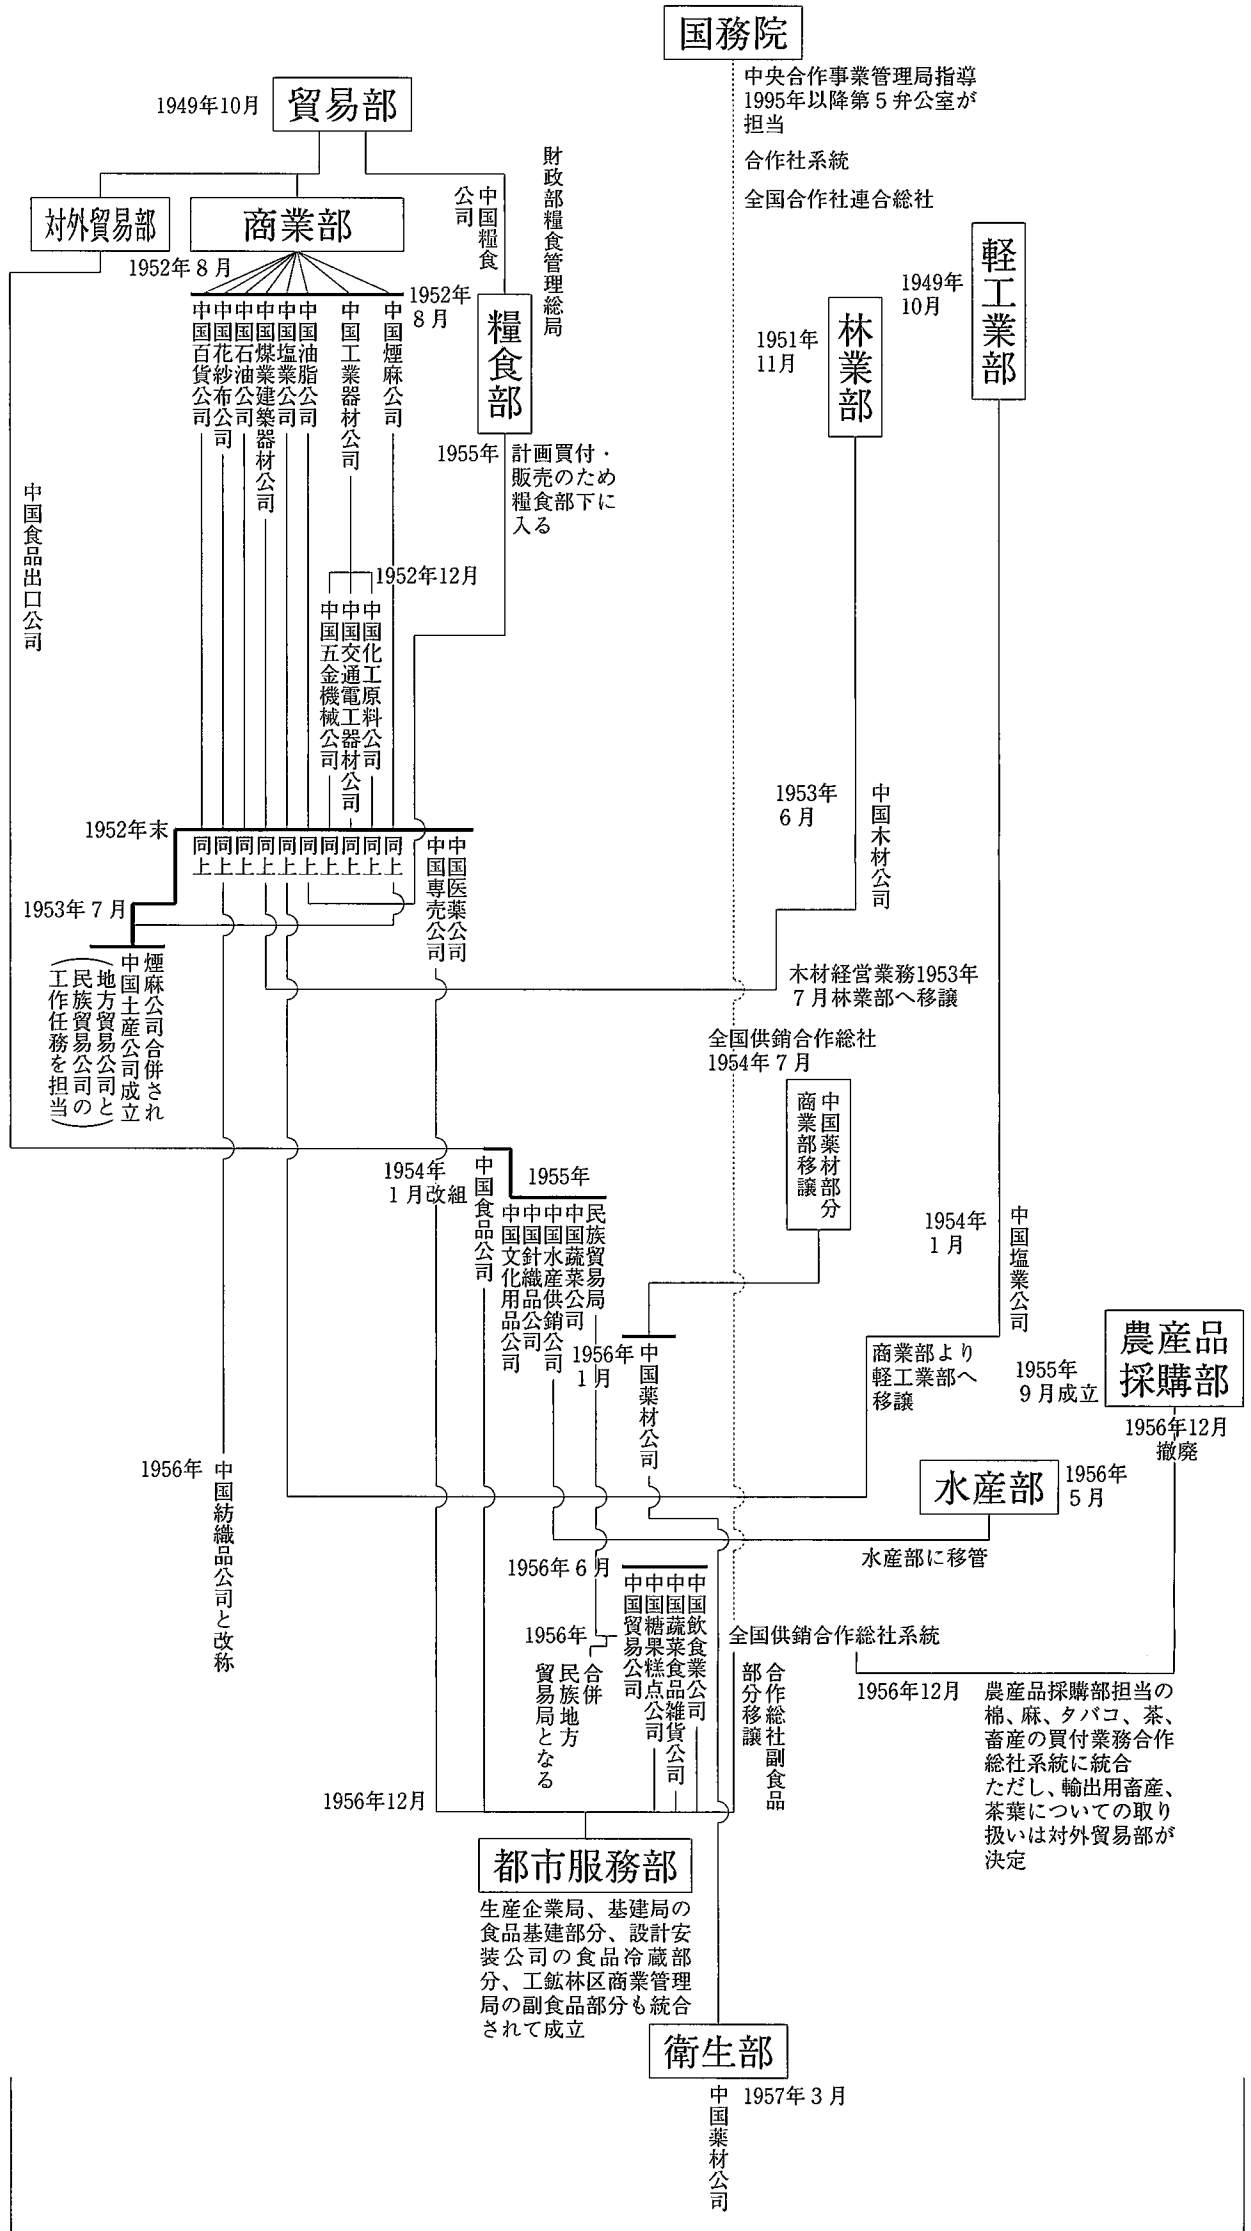 国務院
中央合作事業管理局指導
1995年以降第5弁公室が
担当
合作社系統
全国合作社連合総社
1949年10月
貿易部
対外貿易部
商業部
1952年8月
財政部糧食管理総局
中国糧食
公司
1952年
8月
糧食部
1955年
計画買付・
販売のため
糧食部下に
入る
軽工業部
1949年
10月
林業部
1951年
11月
中国百貨公司
中国花紗布公司
中国石油公司
中国煤業建築器材公司
中国塩業公司
中国油脂公司
中国工業器材公司
中国煙麻公司
中国食品出口公司
1952年12月
中国五金機械公司
中国交通電工器材公司
中国化工原料公司
1952年末
同上
同上
同上
同上
同上
同上
同上
同上
同上
同上
中国専売公司
中国医薬公司
1953年
6月
中国木材公司
1953年7月
煙麻公司合併され
中国土産公司成立
(地方貿易公司と
民族貿易公司の
工作任務を担当)
木材経営業務1953年
7月林業部へ移譲
全国供銷合作総社
1954年7月
中国薬材部分
商業部移譲
1954年
1月改組
中国食品公司
1955年
中国文化用品公司
中国針織品公司
中国水産供銷公司
中国蔬菜公司
民族貿易局
1956年
1月
中国薬材公司
1954年
1月
中国塩業公司
商業部より
軽工業部へ
移譲
農産品
採購部
1955年
9月成立
1956年12月
撤廃
水産部
1956年
5月
水産部に移管
1956年
中国紡織品公司と改称
1956年6月
中国貿易公司
中国糖果糕点公司
中国蔬菜食品雑貨公司
中国飲食業公司
1956年
合併
民族地方
貿易局となる
全国供銷合作総社系統
合作総社副食品
部分移譲
1956年12月
農産品採購部担当の
棉、麻、タバコ、茶、
畜産の買付業務合作
総社系統に統合
ただし、輸出用畜産、
茶葉についての取り
扱いは対外貿易部が
決定
1956年12月
都市服務部
生産企業局、基建局の
食品基建部分、設計安
装公司の食品冷蔵部
分、工鉱林区商業管理
局の副食品部分も統合
されて成立
衛生部
1957年3月
中国薬材公司